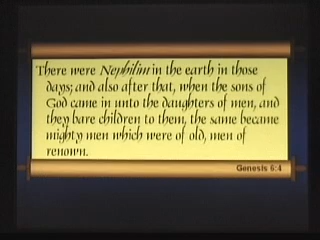 There were Nephilim in the earth in those
days; and also after that, when the sons of
God came in unto the daughters of men, and
they bare children to them, the same became
mighty men which were of old, men of
renown.
Genesis 6:4